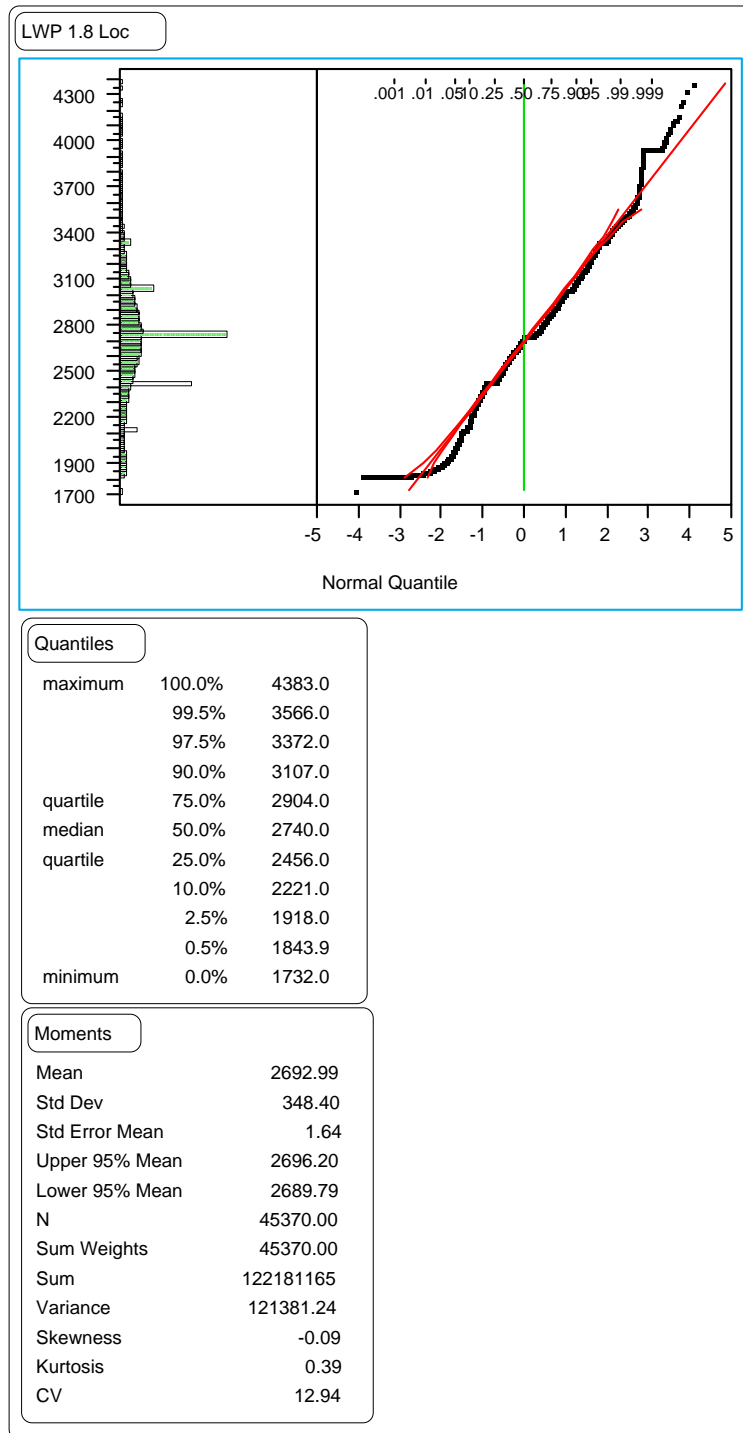 LWP 1.8 Loc
.001 .01 .05 .10 .25 .50 .75 .90 .95 .99 .999
4300
4000
3700
3400
3100
2800
2500
2200
1900
1700
-5 -4 -3 -2 -1 0 1 2 3 4 5
Normal Quantile
Quantiles
maximum 100.0% 4383.0
99.5% 3566.0
97.5% 3372.0
90.0% 3107.0
quartile 75.0% 2904.0
median 50.0% 2740.0
quartile 25.0% 2456.0
10.0% 2221.0
2.5% 1918.0
0.5% 1843.9
minimum 0.0% 1732.0
Moments
Mean 2692.99
Std Dev 348.40
Std Error Mean 1.64
Upper 95% Mean 2696.20
Lower 95% Mean 2689.79
N 45370.00
Sum Weights 45370.00
Sum 122181165
Variance 121381.24
Skewness -0.09
Kurtosis 0.39
CV 12.94